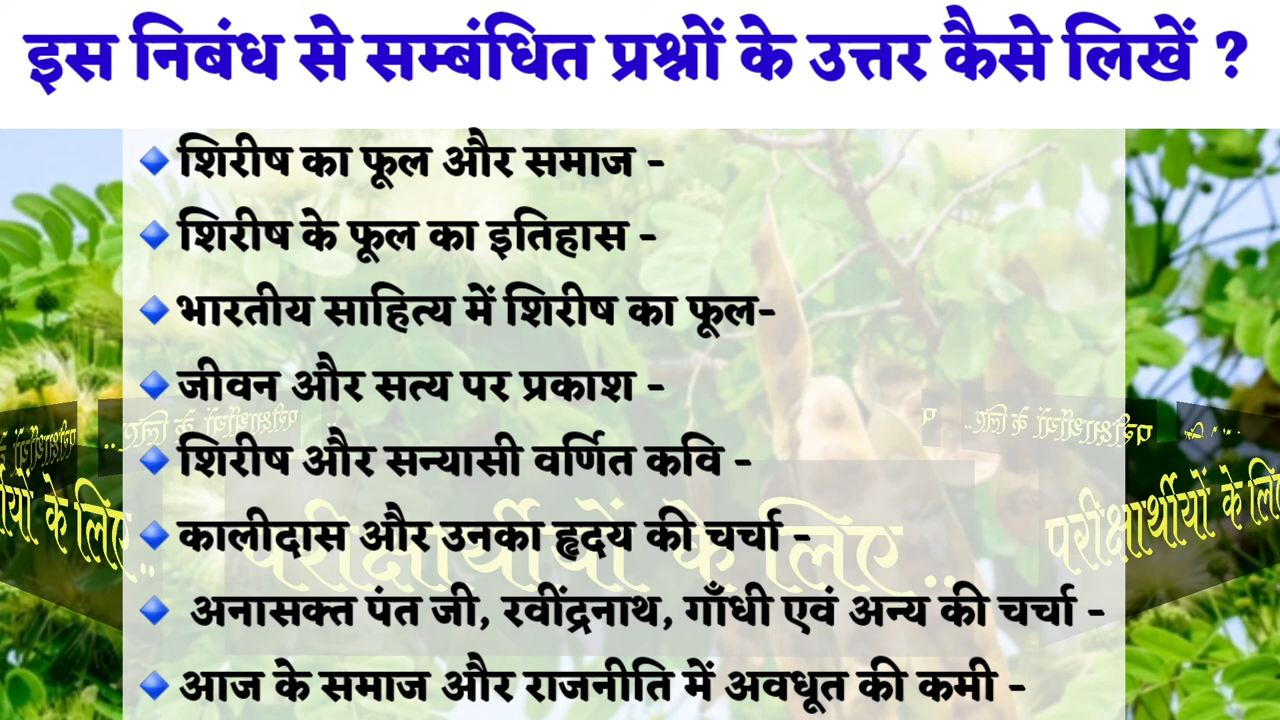 इस निबंध से सम्बंधित प्रश्नों के उत्तर कैसे लिखें ?
शिरीष का फूल और समाज -
शिरीष के फूल का इतिहास -
भारतीय साहित्य में शिरीष का फूल-
जीवन और सत्य पर प्रकाश -
शिरीष और सन्यासी वर्णित कवि -
कालीदास और उनका हृदय की चर्चा -
अनासक्त पंत जी, रवींद्रनाथ, गाँधी एवं अन्य की चर्चा -
आज के समाज और राजनीति में अवधूत की कमी -
परीक्षार्थीयों के लिए ..
परीक्षार्थीयों के लि